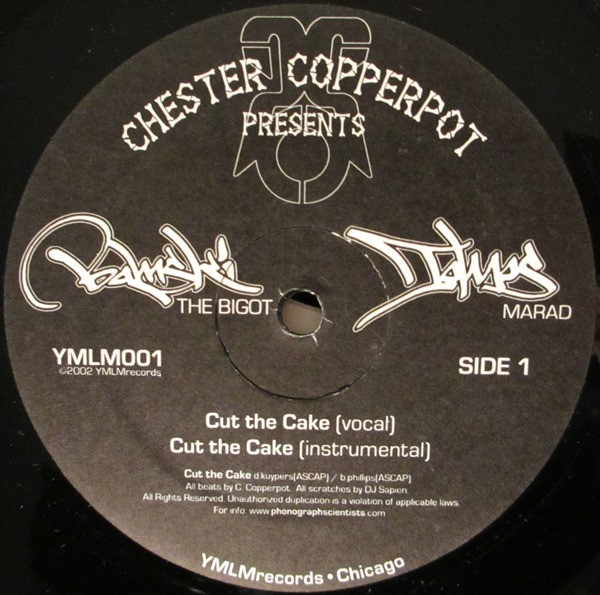 CHESTER COPPERPOT
PRESENTS
THE BIGOT
MARAD
YMLM001
©2002 YMLMrecords
SIDE 1
Cut the Cake (vocal)
Cut the Cake (instrumental)
Cut the Cake d.kuypers(ASCAP) / b.phillips(ASCAP)
All beats by C. Copperpot. All scratches by DJ Sapien.
All Rights Reserved. Unauthorized duplication is a violation of applicable laws.
For info: www.phonographscientists.com
YMLMrecords • Chicago